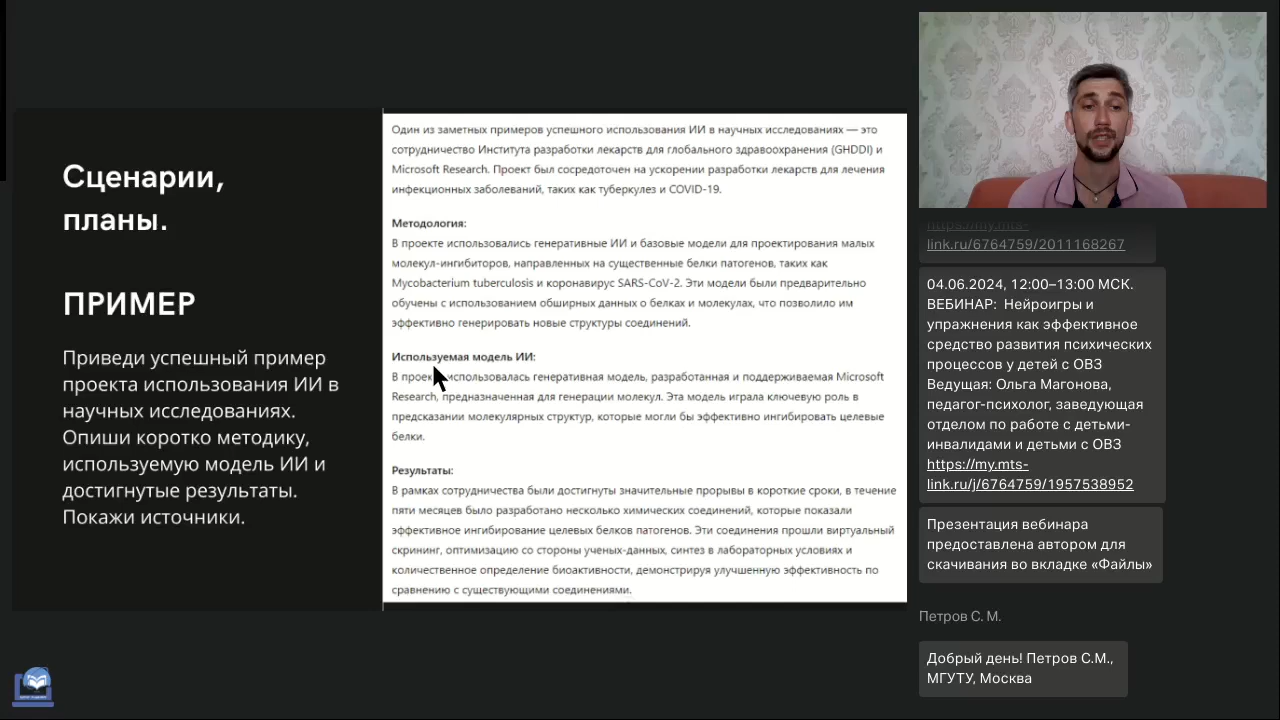 Сценарии,
планы.
ПРИМЕР
Приведи успешный пример
проекта использования ИИ в
научных исследованиях.
Опиши коротко методику,
используемую модель ИИ и
достигнутые результаты.
Покажи источники.
Один из заметных примеров успешного использования ИИ в научных исследованиях — это
сотрудничество Института разработки лекарств для глобального здравоохранения (GHDDI) и
Microsoft Research. Проект был сосредоточен на ускорении разработки лекарств для лечения
инфекционных заболеваний, таких как туберкулез и COVID-19.
Методология:
В проекте использовались генеративные ИИ и базовые модели для проектирования малых
молекул-ингибиторов, направленных на существенные белки патогенов, таких как
Mycobacterium tuberculosis и коронавирус SARS-CoV-2. Эти модели были предварительно
обучены с использованием обширных данных о белках и молекулах, что позволило им
эффективно генерировать новые структуры соединений.
Используемая модель ИИ:
В проек использовалась генеративная модель, разработанная и поддерживаемая Microsoft
Research, предназначенная для генерации молекул. Эта модель играла ключевую роль в
предсказании молекулярных структур, которые могли бы эффективно ингибировать целевые
белки.
Результаты:
В рамках сотрудничества были достигнуты значительные прорывы в короткие сроки, в течение
пяти месяцев было разработано несколько химических соединений, которые показали
эффективное ингибирование целевых белков патогенов. Эти соединения прошли виртуальный
скрининг, оптимизацию со стороны ученых-данных, синтез в лабораторных условиях и
количественное определение биоактивности, демонстрируя улучшенную эффективность по
сравнению с существующими соединениями.
https://my.mts-
link.ru/6764759/2011168267
04.06.2024, 12:00–13:00 МСК.
ВЕБИНАР: Нейроигры и
упражнения как эффективное
средство развития психических
процессов у детей с ОВЗ
Ведущая: Ольга Магонова,
педагог-психолог, заведующая
отделом по работе с детьми-
инвалидами и детьми с ОВЗ
https://my.mts-
link.ru/j/6764759/1957538952
Презентация вебинара
предоставлена автором для
скачивания во вкладке «Файлы»
Петров С. М.
Добрый день! Петров С.М.,
МГУТУ, Москва